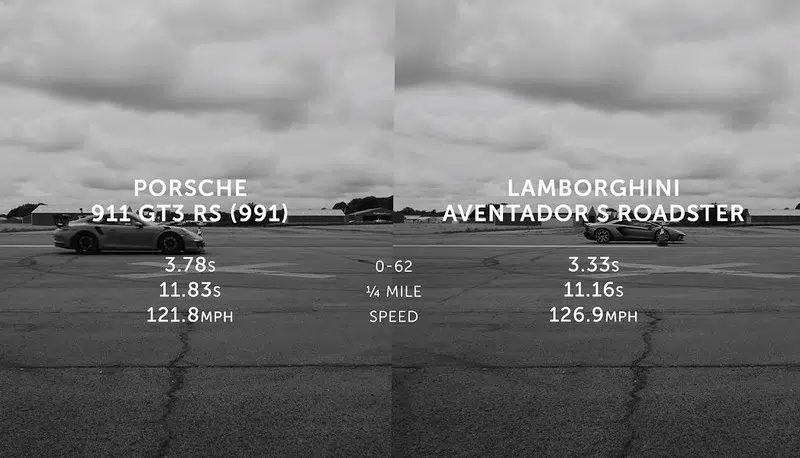 PORSCHE
911 GT3 RS (991)
LAMBORGHINI
AVENTADOR S ROADSTER
3.78S 0-62 3.33S
11.83S ¼ MILE 11.16S
121.8MPH SPEED 126.9MPH